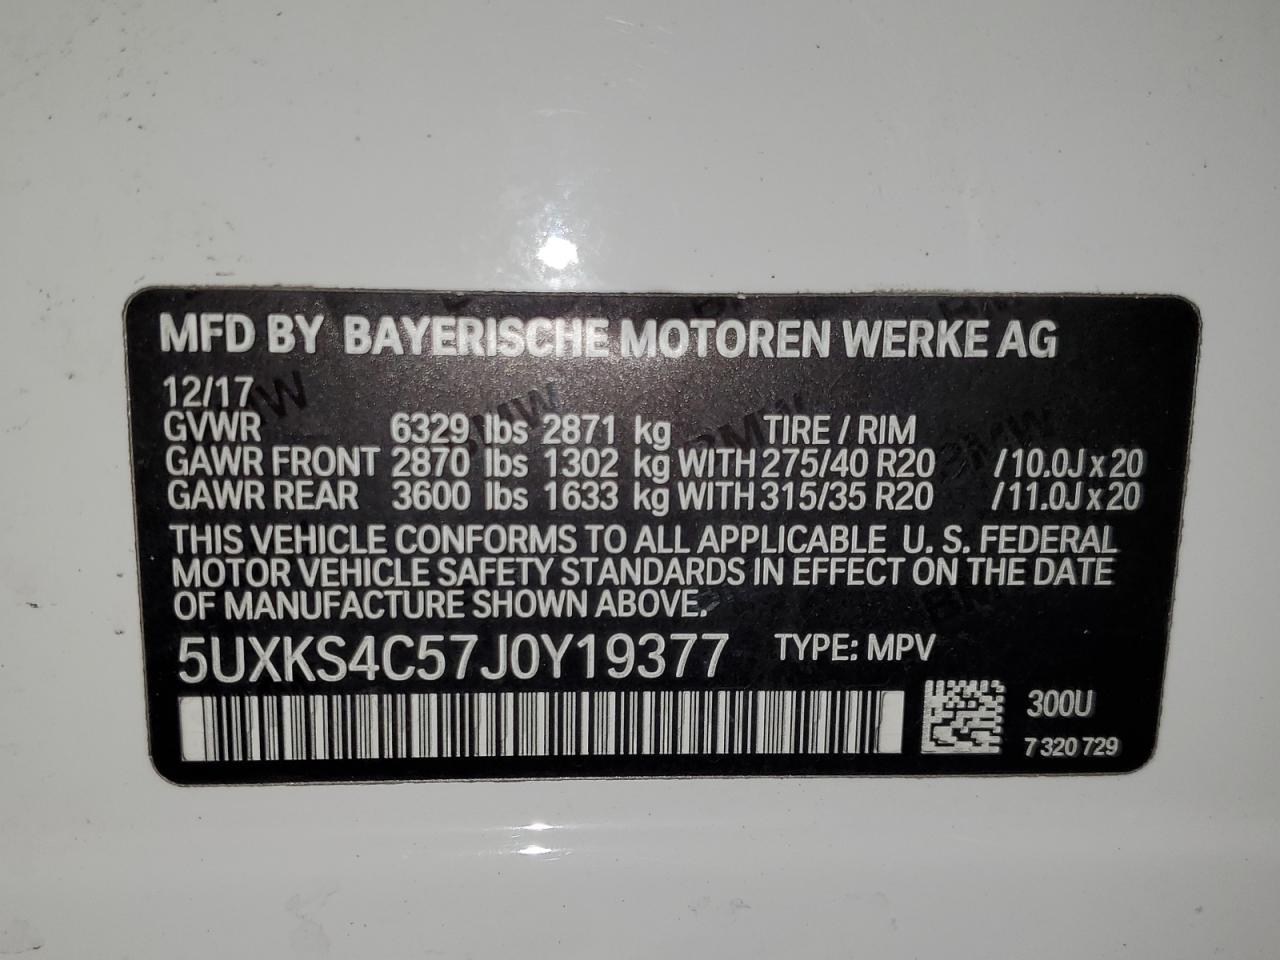 MFD BY BAYERISCHE MOTOREN WERKE AG
12/17
GVWR 6329 lbs 2871 kg TIRE / RIM
GAWR FRONT 2870 lbs 1302 kg WITH 275/40 R20 /10.0J x 20
GAWR REAR 3600 lbs 1633 kg WITH 315/35 R20 /11.0J x 20
THIS VEHICLE CONFORMS TO ALL APPLICABLE U. S. FEDERAL
MOTOR VEHICLE SAFETY STANDARDS IN EFFECT ON THE DATE
OF MANUFACTURE SHOWN ABOVE.
5UXKS4C57J0Y19377 TYPE: MPV
300U
7 320 729